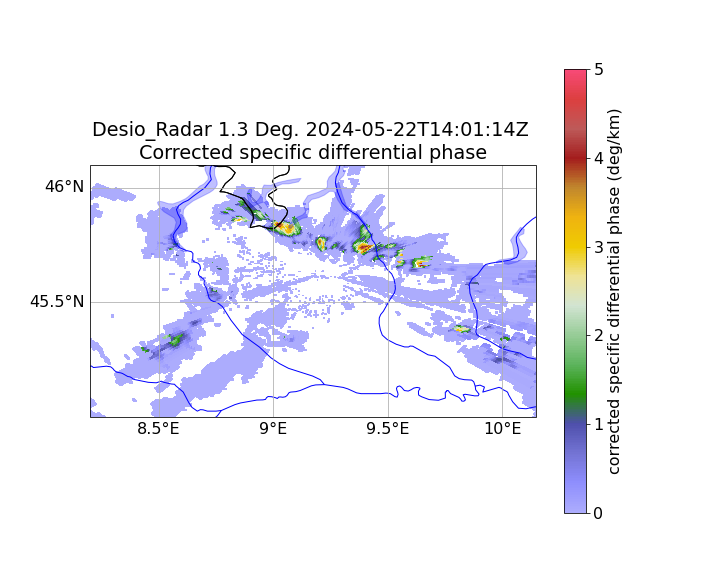 Desio_Radar 1.3 Deg. 2024-05-22T14:01:14Z
Corrected specific differential phase
46°N
45.5°N
8.5°E
9°E
9.5°E
10°E
5
4
3
2
1
0
corrected specific differential phase (deg/km)